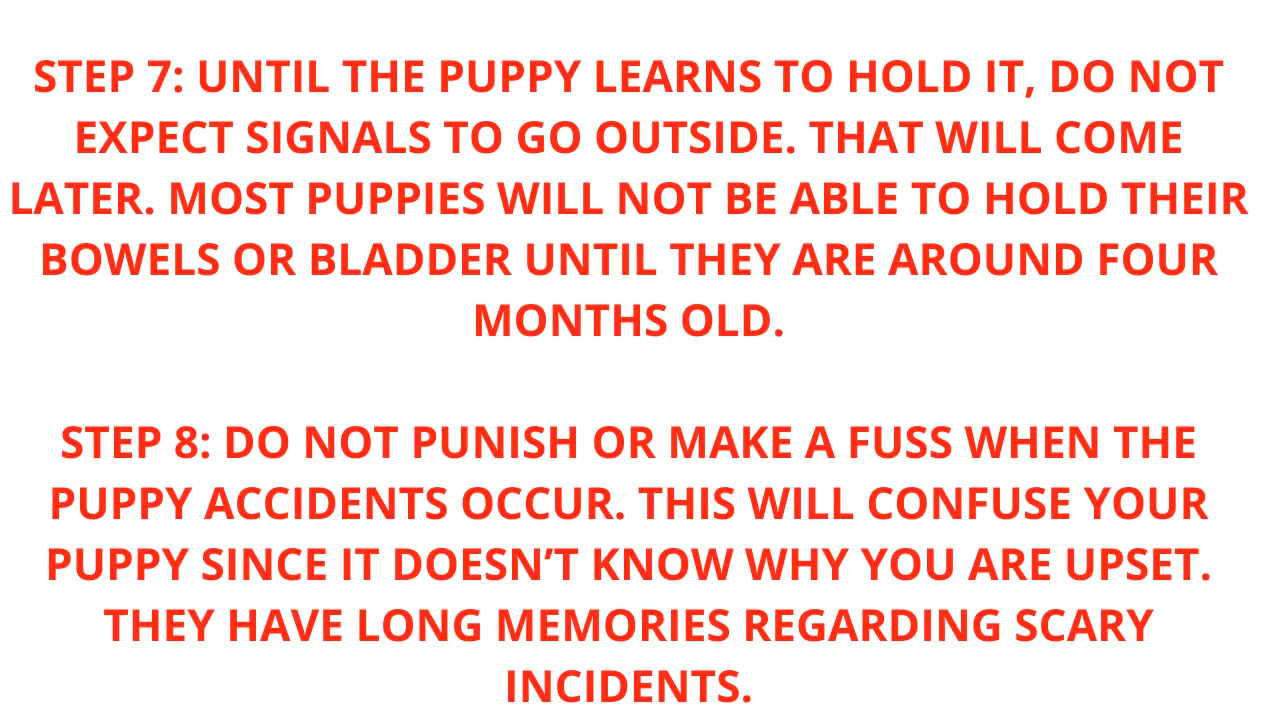 STEP 7: UNTIL THE PUPPY LEARNS TO HOLD IT, DO NOT
EXPECT SIGNALS TO GO OUTSIDE. THAT WILL COME
LATER. MOST PUPPIES WILL NOT BE ABLE TO HOLD THEIR
BOWELS OR BLADDER UNTIL THEY ARE AROUND FOUR
MONTHS OLD.
STEP 8: DO NOT PUNISH OR MAKE A FUSS WHEN THE
PUPPY ACCIDENTS OCCUR. THIS WILL CONFUSE YOUR
PUPPY SINCE IT DOESN’T KNOW WHY YOU ARE UPSET.
THEY HAVE LONG MEMORIES REGARDING SCARY
INCIDENTS.